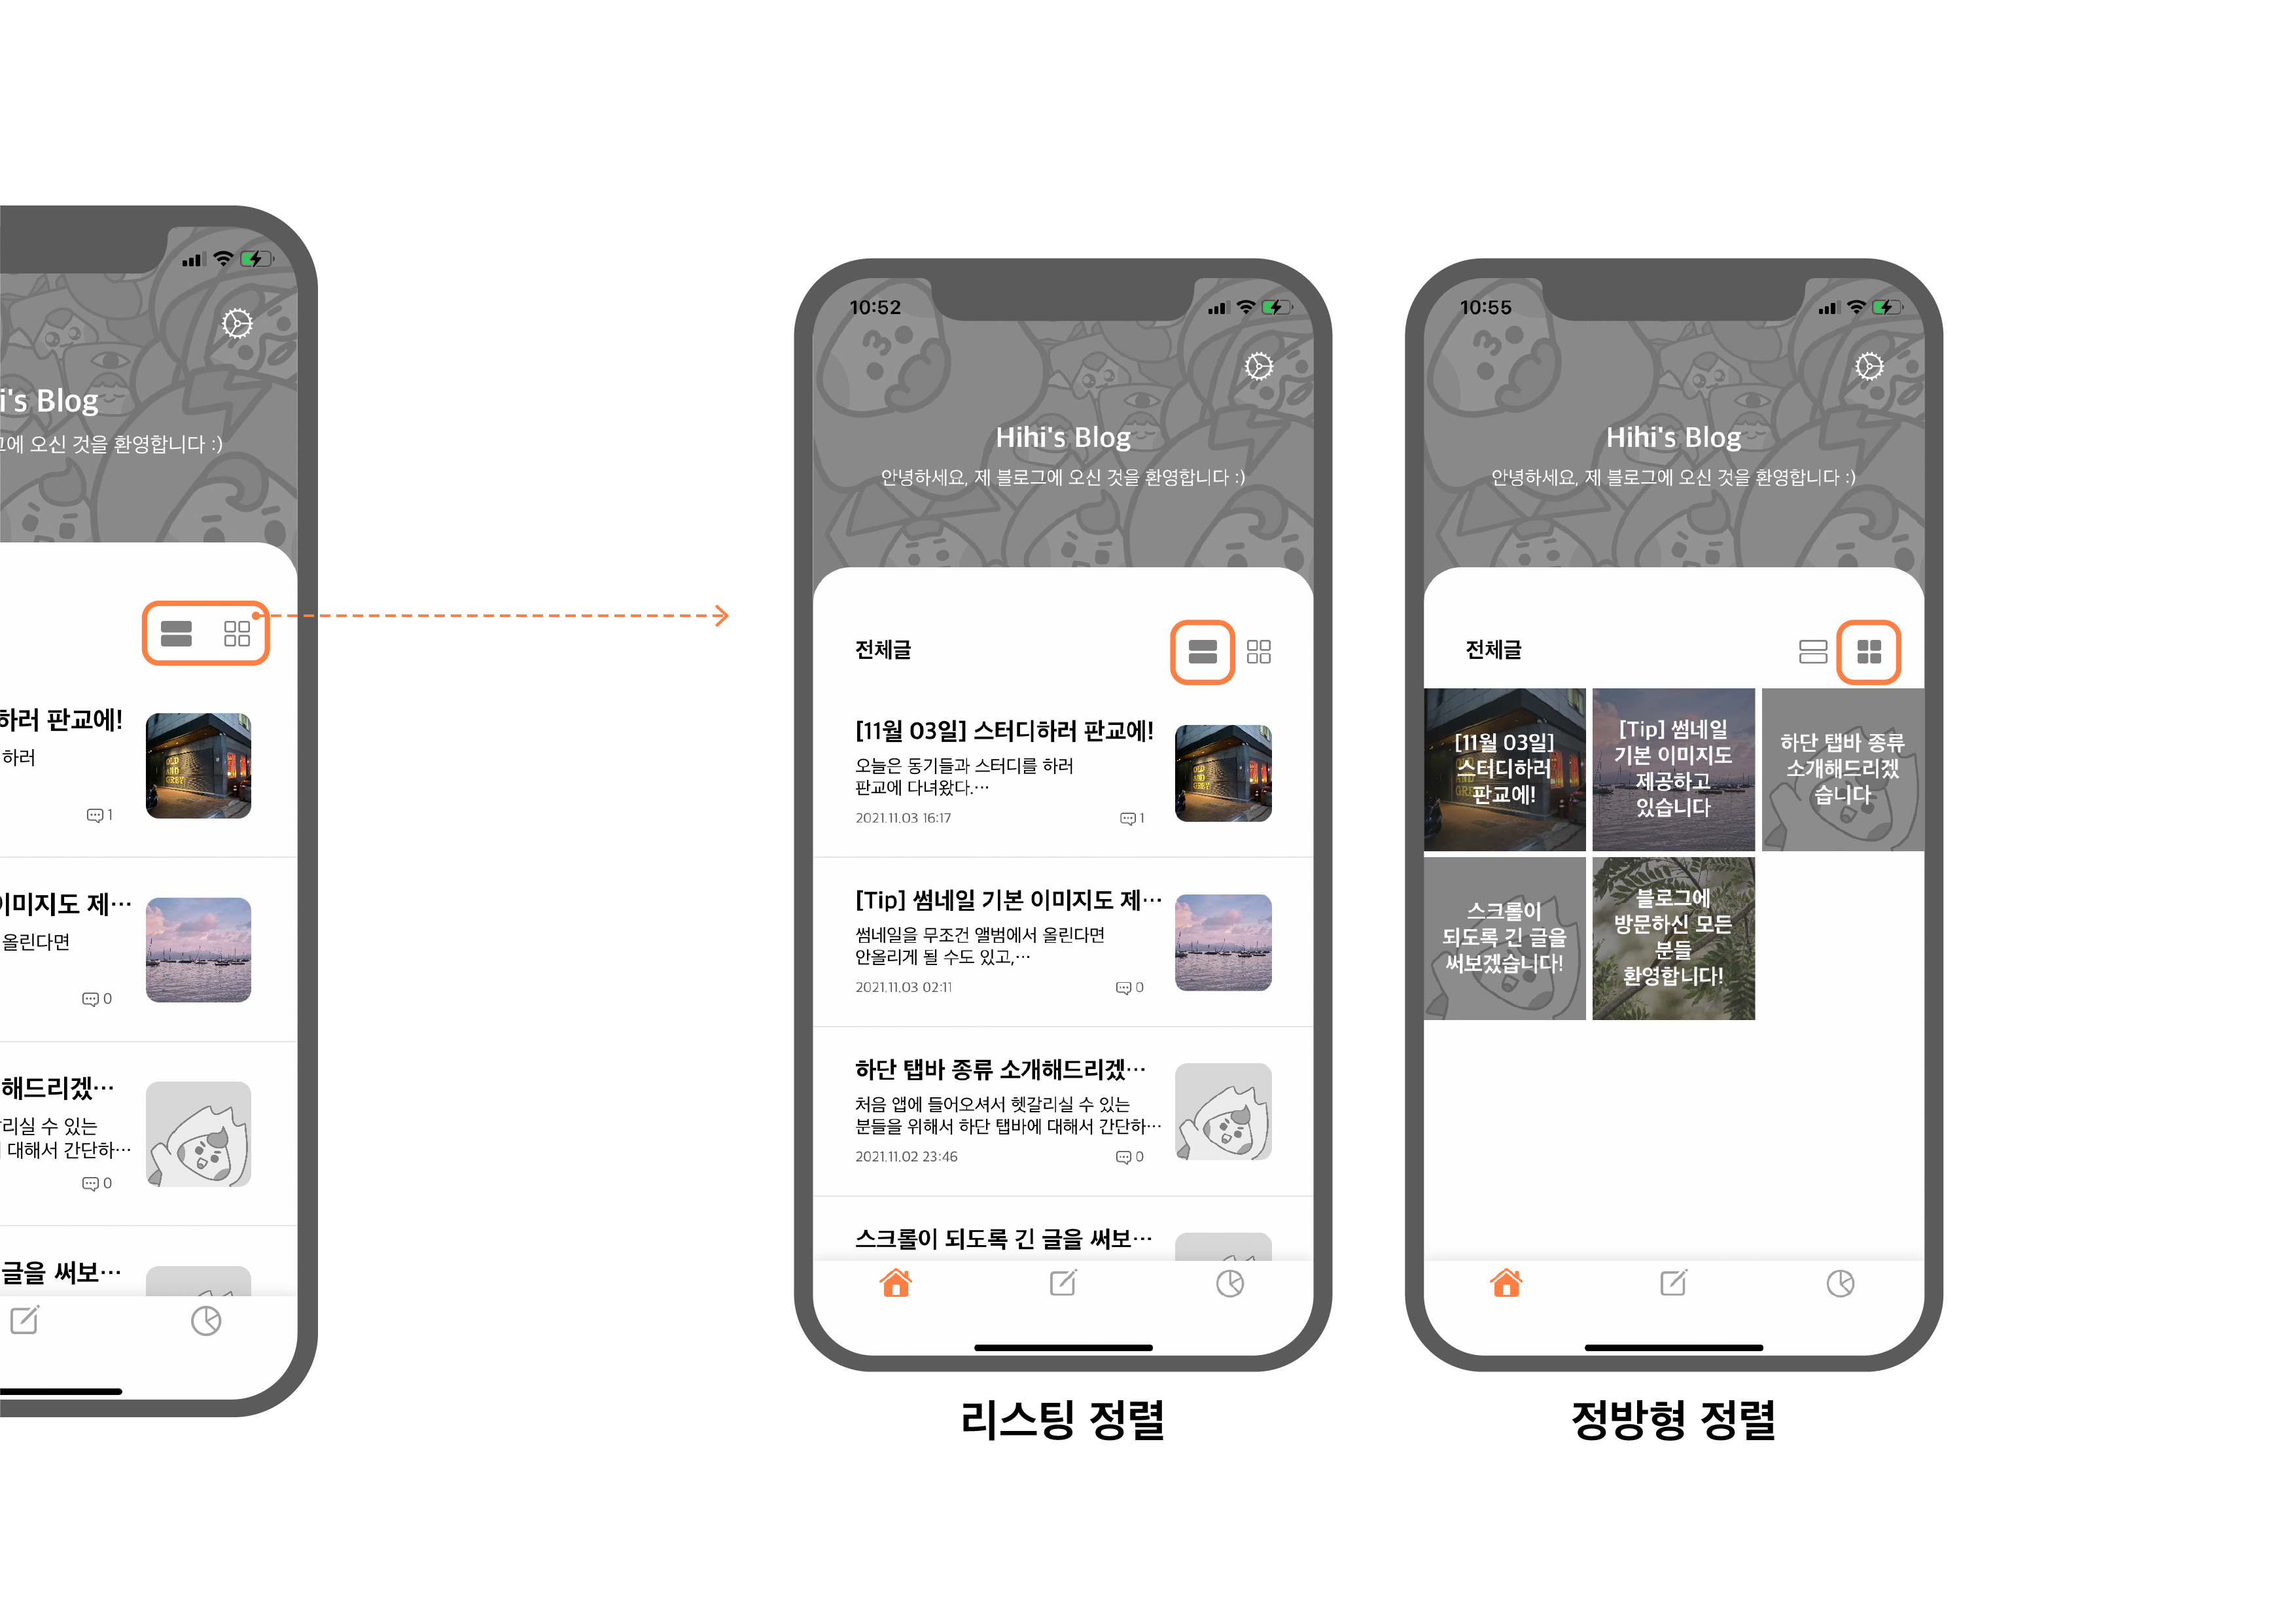 i's Blog
에 오신 것을 환영합니다 :)
하러 판교에!
하러
1
이미지도 제…
올린다면
0
해드리겠…
리실 수 있는
대해서 간단하…
0
글을 써보…
10:52
Hihi's Blog
안녕하세요, 제 블로그에 오신 것을 환영합니다 :)
전체글
[11월 03일] 스터디하러 판교에!
오늘은 동기들과 스터디를 하러
판교에 다녀왔다.…
2021.11.03 16:17
1
OLD
AND
GREY
[Tip] 썸네일 기본 이미지도 제…
썸네일을 무조건 앨범에서 올린다면
안올리게 될 수도 있고,…
2021.11.03 02:11
0
하단 탭바 종류 소개해드리겠…
처음 앱에 들어오셔서 헷갈리실 수 있는
분들을 위해서 하단 탭바에 대해서 간단하…
2021.11.02 23:46
0
스크롤이 되도록 긴 글을 써보…
리스팅 정렬
10:55
Hihi's Blog
안녕하세요, 제 블로그에 오신 것을 환영합니다 :)
전체글
[11월 03일]
스터디하러
판교에!
[Tip] 썸네일
기본 이미지도
제공하고
있습니다
하단 탭바 종류
소개해드리겠
습니다
스크롤이
되도록 긴 글을
써보겠습니다!
블로그에
방문하신 모든
분들
환영합니다!
정방형 정렬